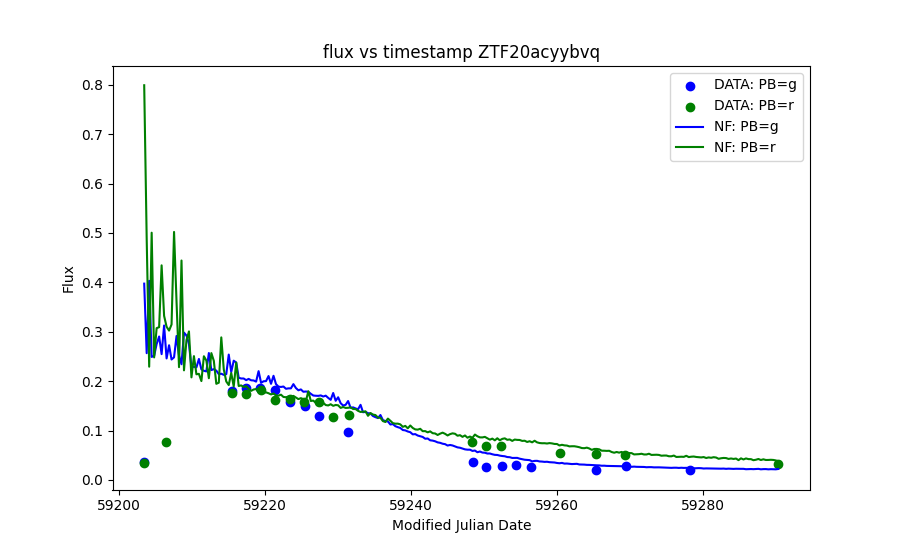 flux vs timestamp ZTF20acyybvq
DATA: PB=g
DATA: PB=r
NF: PB=g
NF: PB=r
Flux
0.8
0.7
0.6
0.5
0.4
0.3
0.2
0.1
0.0
59200
59220
59240
59260
59280
Modified Julian Date